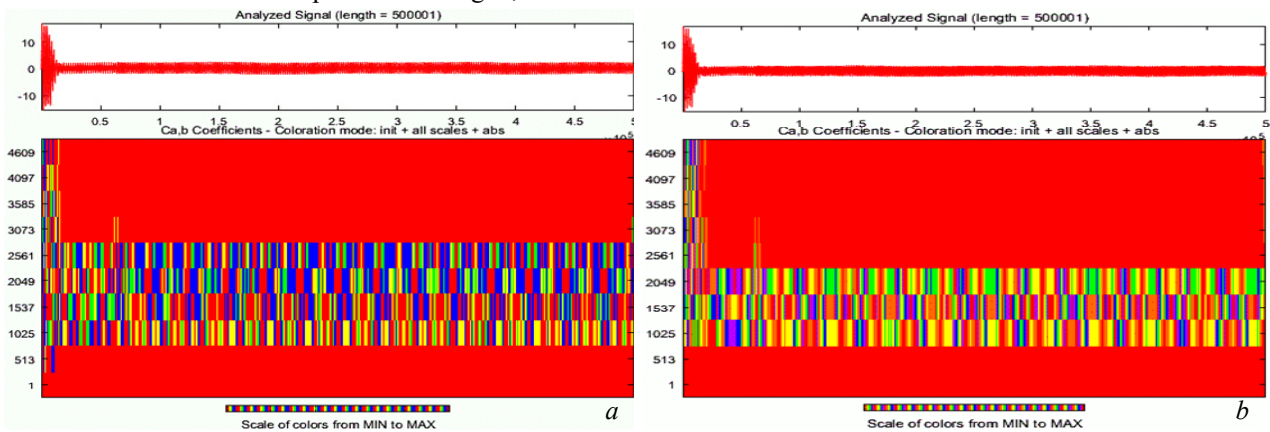 Analyzed Signal (length = 500001)
10
0
-10
0.5 1 1.5 2 2.5 3 3.5 4 4.5 5
Ca,b Coefficients - Coloration mode: init + all scales + abs
4609
4097
3585
3073
2561
2049
1537
1025
513
1
Scale of colors from MIN to MAX
a
Analyzed Signal (length = 500001)
10
0
-10
0.5 1 1.5 2 2.5 3 3.5 4 4.5 5
Ca,b Coefficients - Coloration mode: init + all scales + abs
4609
4097
3585
3073
2561
2049
1537
1025
513
1
Scale of colors from MIN to MAX
b